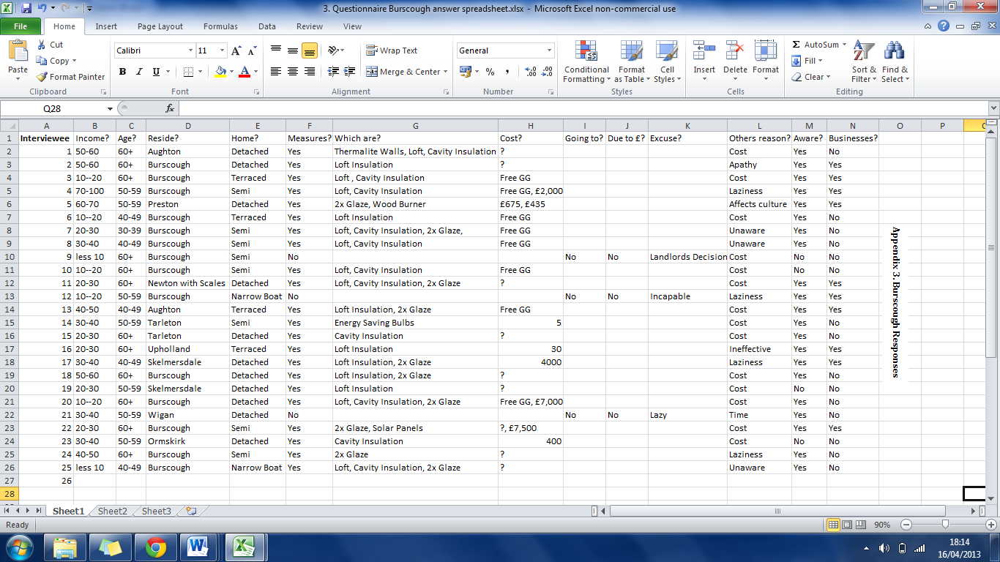 3. Questionnaire Burscough answer spreadsheet.xlsx - Microsoft Excel non-commercial use
File Home Insert Page Layout Formulas Data Review View
Paste
Cut
Copy
Format Painter
Clipboard
Calibri 11
B I U
Font
Wrap Text
Merge & Center
Alignment
General
% ,
Number
Conditional Formatting
Format as Table
Cell Styles
Styles
Insert Delete Format
Cells
AutoSum
Fill
Clear
Sort & Filter
Find & Select
Editing
Q28 fx
A B C D E F G H I J K L M N O P
1 Interviewee Income? Age? Reside? Home? Measures? Which are? Cost? Going to? Due to £? Excuse? Others reason? Aware? Businesses?
2 1 50-60 60+ Aughton Detached Yes Thermalite Walls, Loft, Cavity Insulation ? Cost Yes No
3 2 50-60 60+ Burscough Detached Yes Loft Insulation ? Apathy Yes Yes
4 3 10--20 60+ Burscough Terraced Yes Loft , Cavity Insulation Free GG Cost Yes Yes
5 4 70-100 50-59 Burscough Semi Yes Loft, Cavity Insulation Free GG, £2,000 Laziness Yes Yes
6 5 60-70 50-59 Preston Detached Yes 2x Glaze, Wood Burner £675, £435 Affects culture Yes Yes
7 6 10--20 40-49 Burscough Terraced Yes Loft Insulation Free GG Cost Yes No
8 7 20-30 30-39 Burscough Semi Yes Loft, Cavity Insulation, 2x Glaze, Free GG Unaware Yes No
9 8 30-40 40-49 Burscough Semi Yes Loft, Cavity Insulation Free GG Unaware Yes No
10 9 less 10 60+ Burscough Semi No No No Landlords Decision Cost No No
11 10 10--20 60+ Burscough Semi Yes Loft, Cavity Insulation Free GG Cost No No
12 11 20-30 60+ Newton with Scales Detached Yes Loft, Cavity Insulation, 2x Glaze ? Cost Yes Yes
13 12 10--20 50-59 Burscough Narrow Boat No No No Incapable Laziness Yes Yes
14 13 40-50 40-49 Aughton Terraced Yes Loft Insulation, 2x Glaze Free GG Cost Yes Yes
15 14 30-40 50-59 Tarleton Semi Yes Energy Saving Bulbs 5 Cost Yes No
16 15 20-30 60+ Tarleton Detached Yes Cavity Insulation ? Cost Yes No
17 16 20-30 60+ Upholland Terraced Yes Loft Insulation 30 Ineffective Yes Yes
18 17 30-40 40-49 Skelmersdale Detached Yes Loft Insulation, 2x Glaze 4000 Laziness Yes Yes
19 18 50-60 60+ Burscough Detached Yes Loft Insulation, 2x Glaze ? Cost Yes No
20 19 20-30 50-59 Skelmersdale Detached Yes Loft Insulation ? Cost No No
21 20 10--20 60+ Burscough Detached Yes Loft, Cavity Insulation, 2x Glaze Free GG, £7,000 Cost Yes No
22 21 30-40 50-59 Wigan Detached No No No Lazy Time Yes No
23 22 20-30 60+ Burscough Semi Yes 2x Glaze, Solar Panels ?, £7,500 Cost Yes Yes
24 23 30-40 50-59 Ormskirk Detached Yes Cavity Insulation 400 Cost No No
25 24 40-50 60+ Burscough Semi Yes 2x Glaze ? Laziness Yes No
26 25 less 10 40-49 Burscough Narrow Boat Yes Loft, Cavity Insulation, 2x Glaze ? Unaware Yes No
27 26
28
Appendix 3. Burscough Responses
Sheet1 Sheet2 Sheet3
Ready 90%
18:14
16/04/2013